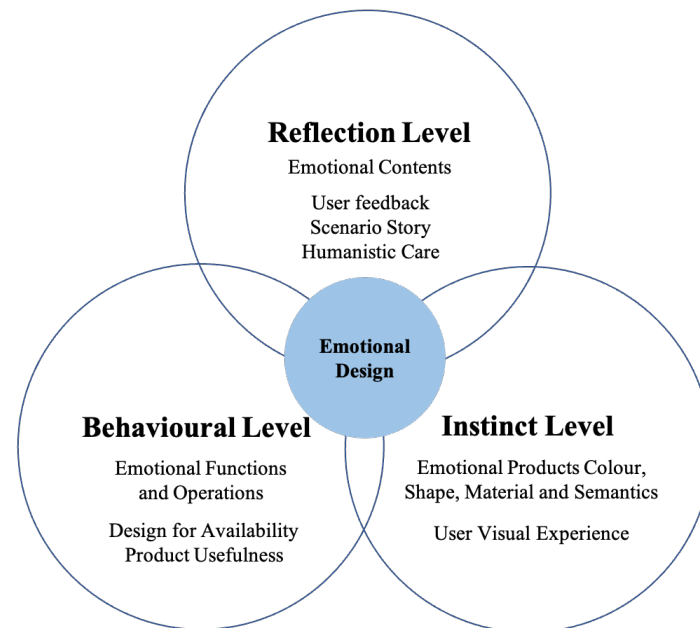 Reflection Level
Emotional Contents
User feedback
Scenario Story
Humanistic Care
Emotional
Design
Behavioural Level
Emotional Functions
and Operations
Design for Availability
Product Usefulness
Instinct Level
Emotional Products Colour,
Shape, Material and Semantics
User Visual Experience